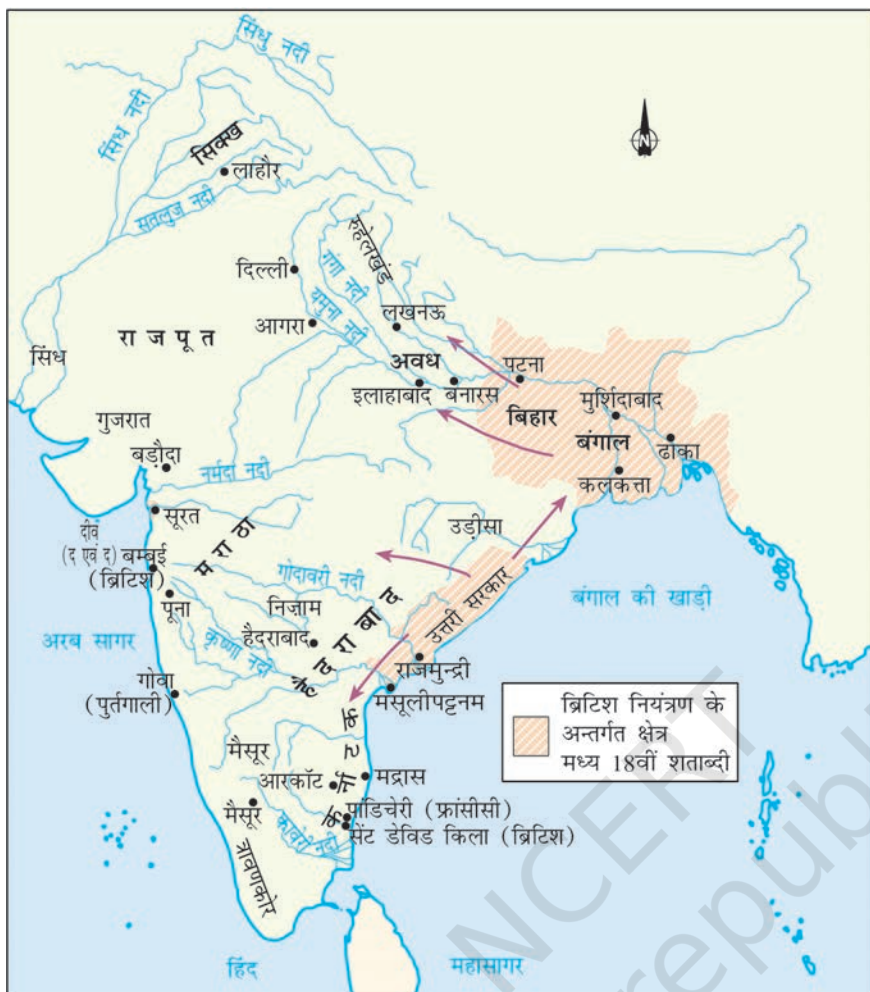 सिंधु नदी
सिंध नदी
सिक्ख
लाहौर
सतलुज नदी
रुहेलखंड
दिल्ली
गंगा नदी
यमुना नदी
लखनऊ
आगरा
राजपूत
सिंध
अवध
पटना
इलाहाबाद
बनारस
बिहार
मुर्शिदाबाद
गुजरात
बंगाल
ढाका
बड़ौदा
नर्मदा नदी
कलकत्ता
सूरत
उड़ीसा
मराठा
दीव
(द एवं द)
बम्बई
(ब्रिटिश)
गोदावरी नदी
उत्तरी सरकार
पूना
निज़ाम
बंगाल की खाड़ी
हैदराबाद
हैदराबाद
अरब सागर
कृष्णा नदी
राजमुन्द्री
मसूलीपट्टनम
गोवा
(पुर्तगाली)
ब्रिटिश नियंत्रण के
अन्तर्गत क्षेत्र
मध्य 18वीं शताब्दी
मैसूर
कर्नाटक
आरकॉट
मद्रास
मैसूर
पांडिचेरी (फ्रांसीसी)
सेंट डेविड किला (ब्रिटिश)
कावेरी नदी
त्रावणकोर
हिंद
महासागर
NCERT
republi